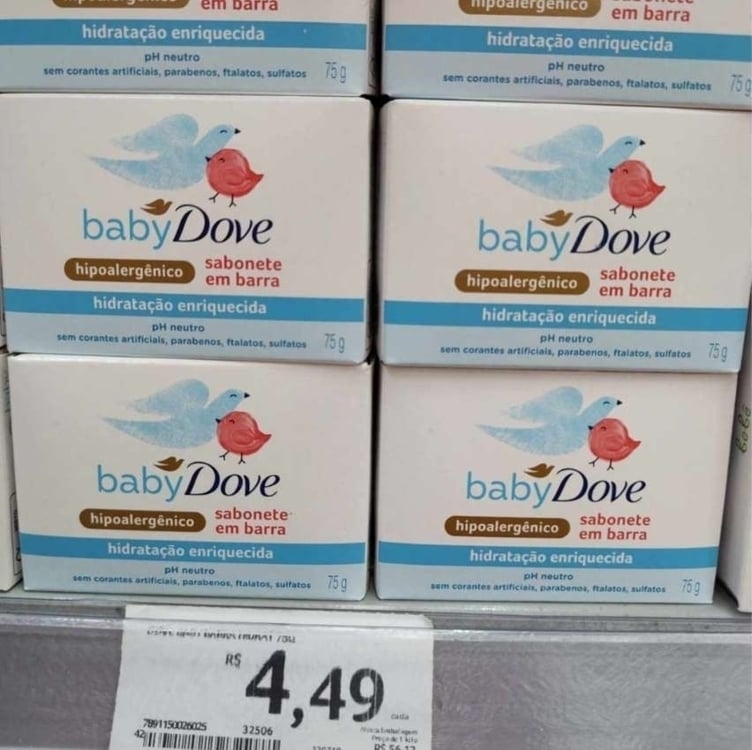 em barra
hidratação enriquecida
pH neutro
sem corantes artificiais, parabenos, ftalatos, sulfatos 75g
hipoalergênico
em barra
hidratação enriquecida
pH neutro
sem corantes artificiais, parabenos, ftalatos, sulfatos 75g
babyDove
hipoalergênico
sabonete
em barra
hidratação enriquecida
pH neutro
sem corantes artificiais, parabenos, ftalatos, sulfatos 75g
babyDove
hipoalergênico
sabonete
em barra
hidratação enriquecida
pH neutro
sem corantes artificiais, parabenos, ftalatos, sulfatos 75g
babyDove
hipoalergênico
sabonete
em barra
hidratação enriquecida
pH neutro
sem corantes artificiais, parabenos, ftalatos, sulfatos 75g
babyDove
hipoalergênico
sabonete
em barra
hidratação enriquecida
pH neutro
sem corantes artificiais, parabenos, ftalatos, sulfatos 75g
R$ 4,49
cada
7891150026025 32506
42
Preço de 1 kilo